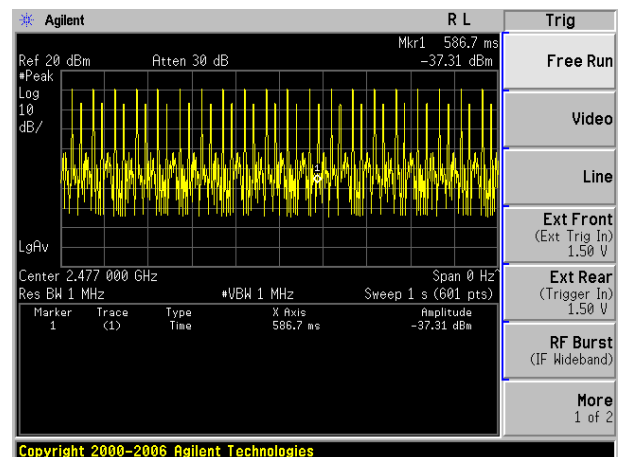 Agilent R L Trig
Mkr1 586.7 ms
Ref 20 dBm Atten 30 dB -37.31 dBm
#Peak
Log
10
dB/
1
LgAv
Center 2.477 000 GHz Span 0 Hz^
Res BW 1 MHz #VBW 1 MHz Sweep 1 s (601 pts)
Marker Trace Type X Axis Amplitude
1 (1) Time 586.7 ms -37.31 dBm
Free Run
Video
Line
Ext Front
(Ext Trig In)
1.50 V
Ext Rear
(Trigger In)
1.50 V
RF Burst
(IF Wideband)
More
1 of 2
Copyright 2000-2006 Agilent Technologies